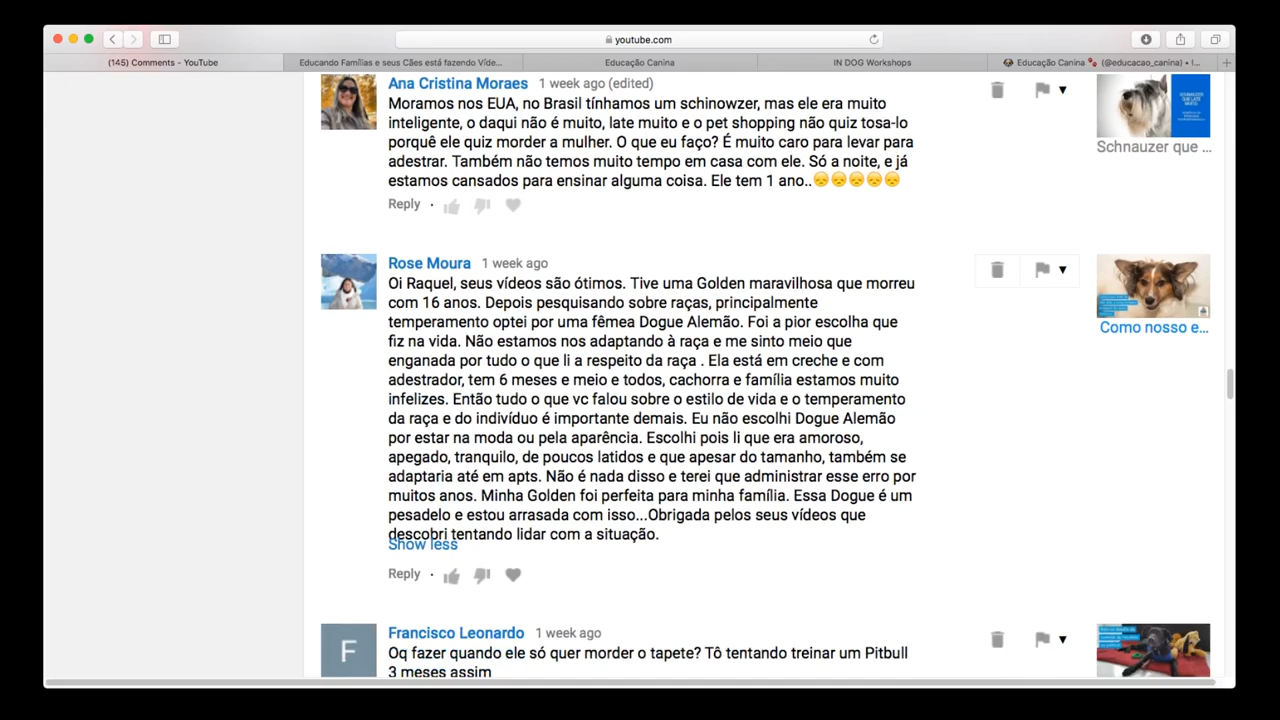 youtube.com
(145) Comments - YouTube
Educando Famílias e seus Cães está fazendo Víde...
Educação Canina
IN DOG Workshops
Educação Canina 🐾 (@educacao_canina) • I...
Ana Cristina Moraes 1 week ago (edited)
Moramos nos EUA, no Brasil tínhamos um schinowzer, mas ele era muito
inteligente, o daqui não é muito, late muito e o pet shopping não quiz tosa-lo
porquê ele quiz morder a mulher. O que eu faço? É muito caro para levar para
adestrar. Também não temos muito tempo em casa com ele. Só a noite, e já
estamos cansados para ensinar alguma coisa. Ele tem 1 ano..😞😞😞😞😞
Reply
SCHNAUZER
QUE LATE
MUITO
Schnauzer que ...
Rose Moura 1 week ago
Oi Raquel, seus vídeos são ótimos. Tive uma Golden maravilhosa que morreu
com 16 anos. Depois pesquisando sobre raças, principalmente
temperamento optei por uma fêmea Dogue Alemão. Foi a pior escolha que
fiz na vida. Não estamos nos adaptando à raça e me sinto meio que
enganada por tudo o que li a respeito da raça . Ela está em creche e com
adestrador, tem 6 meses e meio e todos, cachorra e família estamos muito
infelizes. Então tudo o que vc falou sobre o estilo de vida e o temperamento
da raça e do indivíduo é importante demais. Eu não escolhi Dogue Alemão
por estar na moda ou pela aparência. Escolhi pois li que era amoroso,
apegado, tranquilo, de poucos latidos e que apesar do tamanho, também se
adaptaria até em apts. Não é nada disso e terei que administrar esse erro por
muitos anos. Minha Golden foi perfeita para minha família. Essa Dogue é um
pesadelo e estou arrasada com isso...Obrigada pelos seus vídeos que
descobri tentando lidar com a situação.
Show less
Reply
Como nosso e...
F
Francisco Leonardo 1 week ago
Oq fazer quando ele só quer morder o tapete? Tô tentando treinar um Pitbull
3 meses assim